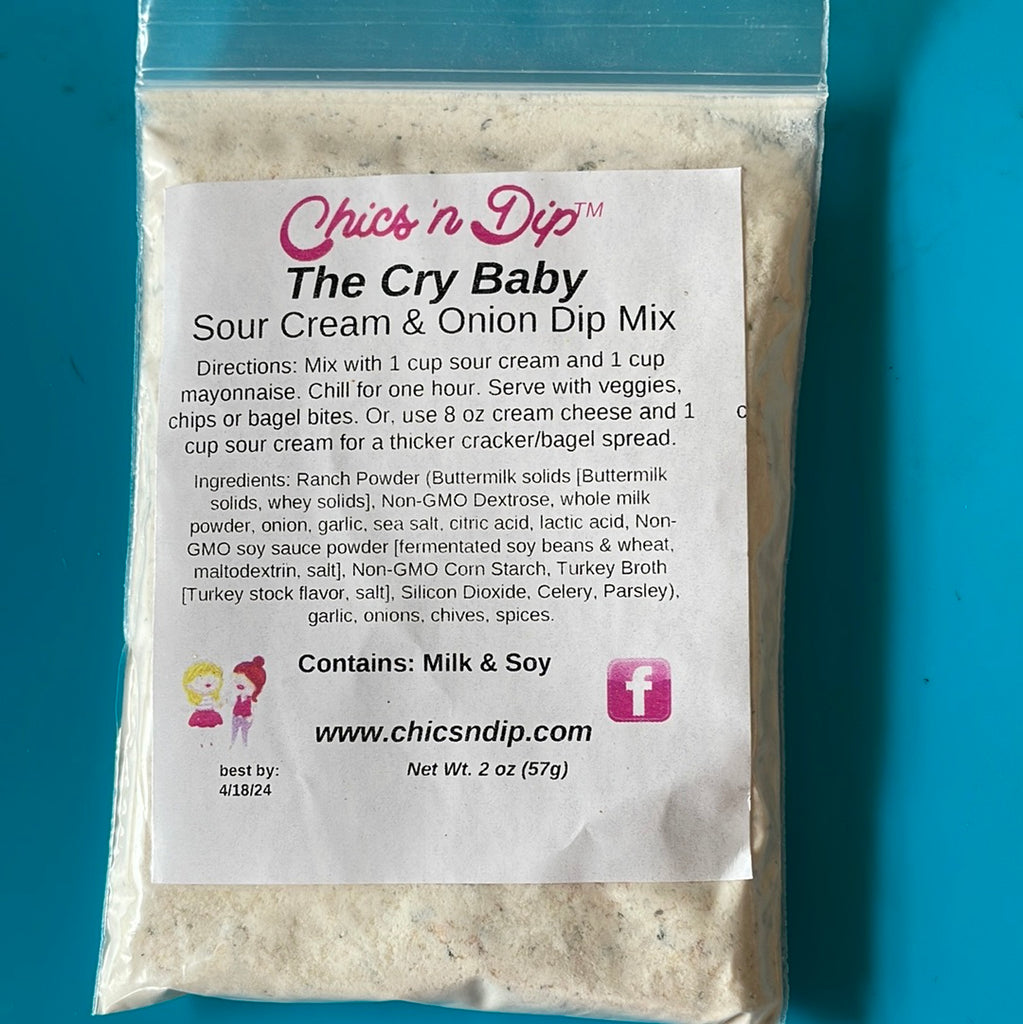 Chics 'n Dip™
The Cry Baby
Sour Cream & Onion Dip Mix
Directions: Mix with 1 cup sour cream and 1 cup
mayonnaise. Chill for one hour. Serve with veggies,
chips or bagel bites. Or, use 8 oz cream cheese and 1 c
cup sour cream for a thicker cracker/bagel spread.
Ingredients: Ranch Powder (Buttermilk solids [Buttermilk
solids, whey solids], Non-GMO Dextrose, whole milk
powder, onion, garlic, sea salt, citric acid, lactic acid, Non-
GMO soy sauce powder [fermented soy beans & wheat,
maltodextrin, salt], Non-GMO Corn Starch, Turkey Broth
[Turkey stock flavor, salt], Silicon Dioxide, Celery, Parsley),
garlic, onions, chives, spices.
Contains: Milk & Soy
f
www.chicsndip.com
best by:
4/18/24
Net Wt. 2 oz (57g)